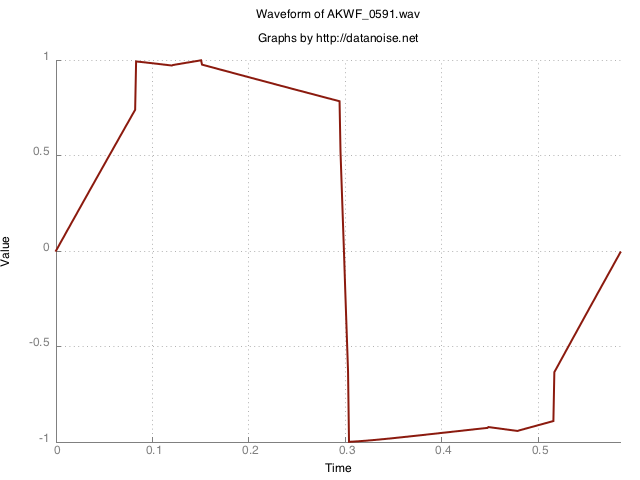 Waveform of AKWF_0591.wav
Graphs by http://datanoise.net
1
0.5
0
-0.5
-1
Value
0 0.1 0.2 0.3 0.4 0.5
Time